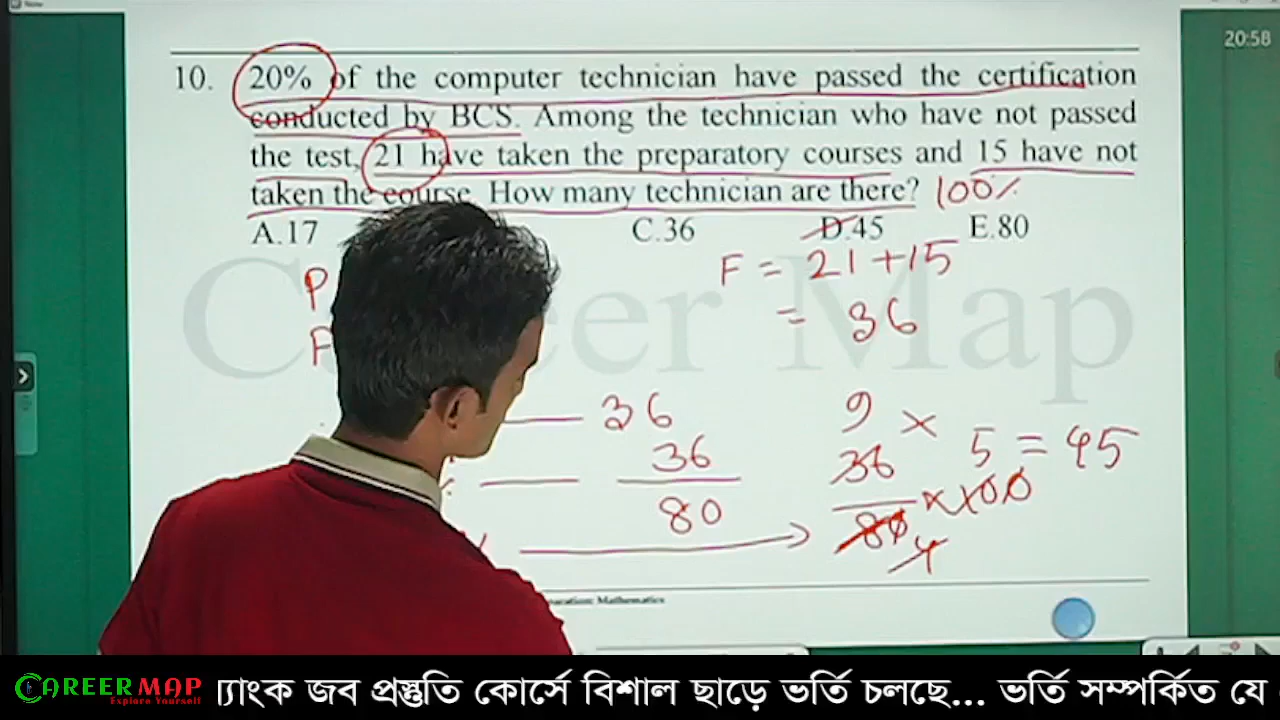 20:58
10. 20% of the computer technician have passed the certification
conducted by BCS. Among the technician who have not passed
the test, 21 have taken the preparatory courses and 15 have not
taken the course. How many technician are there? 100%
A.17 C.36 D.45 E.80
P F = 21 +15
F = 36
36
36
80
9 × 5 = 45
36
80 × 100
4
Mathematics
Career Map
CAREER MAP
Explore Yourself
ব্যাংক জব প্রস্তুতি কোর্সে বিশাল ছাড়ে ভর্তি চলছে... ভর্তি সম্পর্কিত যে